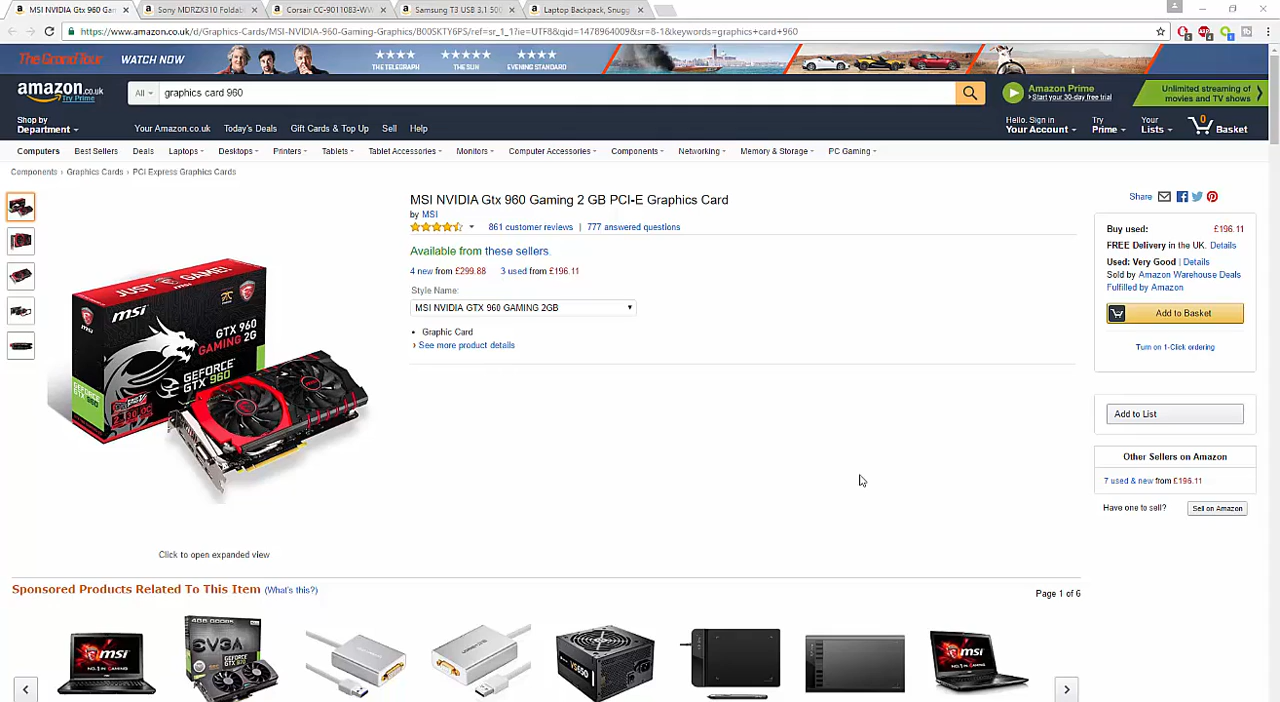 MSI NVIDIA Gtx 960 Gam
Sony MDRZX310 Foldabl
Corsair CC-9011083-WW
Samsung T3 USB 3.1 500
Laptop Backpack, Snugg
https://www.amazon.co.uk/d/Graphics-Cards/MSI-NVIDIA-960-Gaming-Graphics/B00SKTY6PS/ref=sr_1_1?ie=UTF8&qid=1478964009&sr=8-1&keywords=graphics+card+960
The Grand Tour WATCH NOW
THE TELEGRAPH THE SUN EVENING STANDARD
amazon.co.uk
Try Prime
All graphics card 960
Amazon Prime
Start your 30-day free trial
Unlimited streaming of
movies and TV shows
Shop by
Department
Your Amazon.co.uk Today's Deals Gift Cards & Top Up Sell Help
Hello. Sign in
Your Account
Try
Prime
Your
Lists
0
Basket
Computers Best Sellers Deals Laptops Desktops Printers Tablets Tablet Accessories Monitors Computer Accessories Components Networking Memory & Storage PC Gaming
Components › Graphics Cards › PCI Express Graphics Cards
MSI NVIDIA Gtx 960 Gaming 2 GB PCI-E Graphics Card
by MSI
861 customer reviews | 777 answered questions
Available from these sellers.
4 new from £299.88 3 used from £196.11
Style Name:
MSI NVIDIA GTX 960 GAMING 2GB
• Graphic Card
› See more product details
JUST GAME!
msi
GTX 960
GAMING 2G
GEFORCE
GTX 960
Click to open expanded view
Share
Buy used: £196.11
FREE Delivery in the UK. Details
Used: Very Good | Details
Sold by Amazon Warehouse Deals
Fulfilled by Amazon
Add to Basket
Turn on 1-Click ordering
Add to List
Other Sellers on Amazon
7 used & new from £196.11
Have one to sell? Sell on Amazon
Sponsored Products Related To This Item (What's this?)
Page 1 of 6
msi
EVGA
VS650
msi